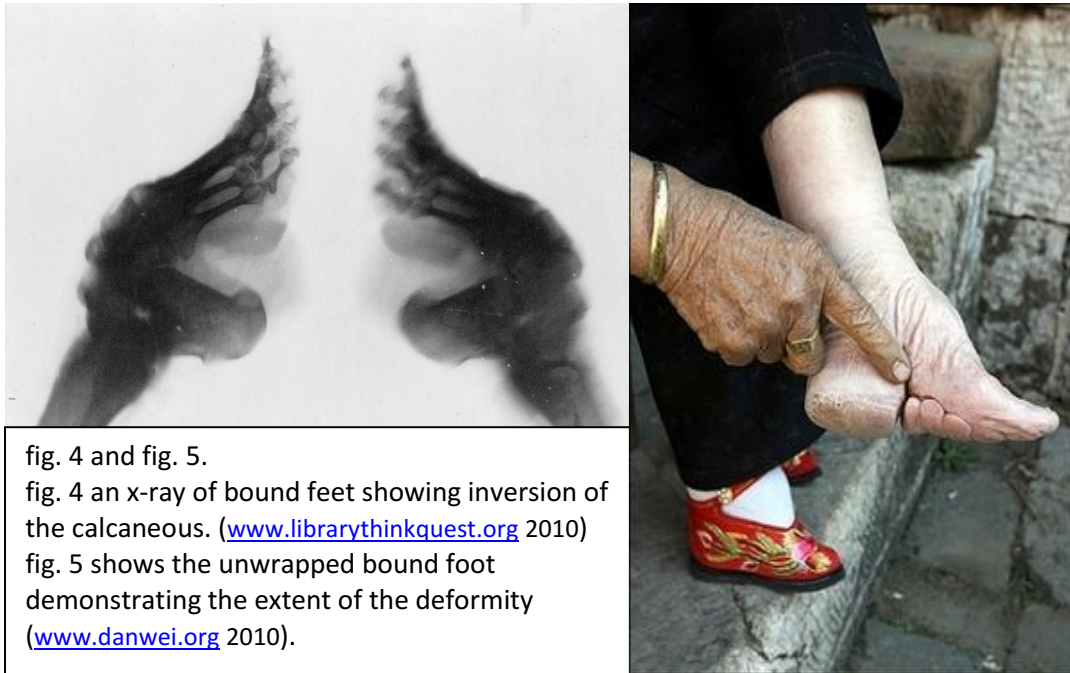 fig. 4 and fig. 5.
fig. 4 an x-ray of bound feet showing inversion of
the calcaneous. (www.librarythinkquest.org 2010)
fig. 5 shows the unwrapped bound foot
demonstrating the extent of the deformity
(www.danwei.org 2010).